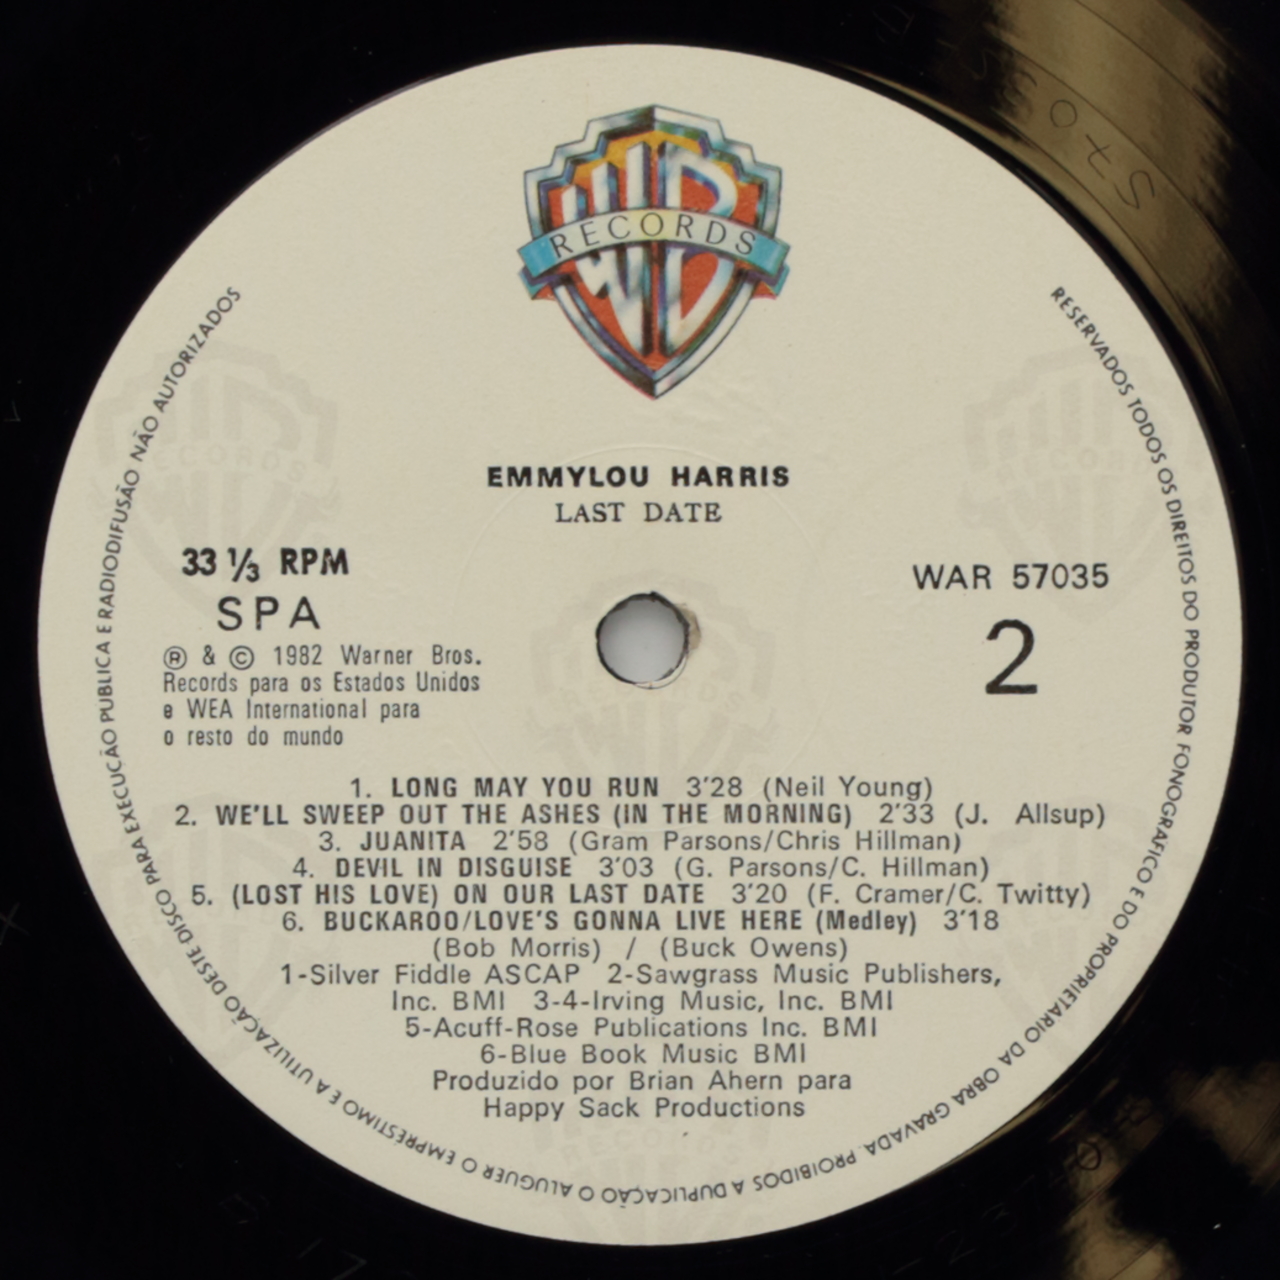 RECORDS
EMMYLOU HARRIS
LAST DATE
33 ⅓ RPM
SPA
WAR 57035
2
Ⓡ & © 1982 Warner Bros.
Records para os Estados Unidos
e WEA International para
o resto do mundo
1. LONG MAY YOU RUN 3'28 (Neil Young)
2. WE'LL SWEEP OUT THE ASHES (IN THE MORNING) 2'33 (J. Allsup)
3. JUANITA 2'58 (Gram Parsons/Chris Hillman)
4. DEVIL IN DISGUISE 3'03 (G. Parsons/C. Hillman)
5. (LOST HIS LOVE) ON OUR LAST DATE 3'20 (F. Cramer/C. Twitty)
6. BUCKAROO/LOVE'S GONNA LIVE HERE (Medley) 3'18
(Bob Morris) / (Buck Owens)
1-Silver Fiddle ASCAP 2-Sawgrass Music Publishers,
Inc. BMI 3-4-Irving Music, Inc. BMI
5-Acuff-Rose Publications Inc. BMI
6-Blue Book Music BMI
Produzido por Brian Ahern para
Happy Sack Productions
RESERVADOS TODOS OS DIREITOS DO PRODUTOR FONOGRAFICO E DO PROPRIETARIO DA OBRA GRAVADA. PROIBIDOS A DUPLICAÇÃO O ALUGUER O EMPRÉSTIMO E A UTILIZAÇÃO DESTE DISCO PARA EXECUÇÃO PUBLICA E RADIODIFUSÃO NÃO AUTORIZADOS